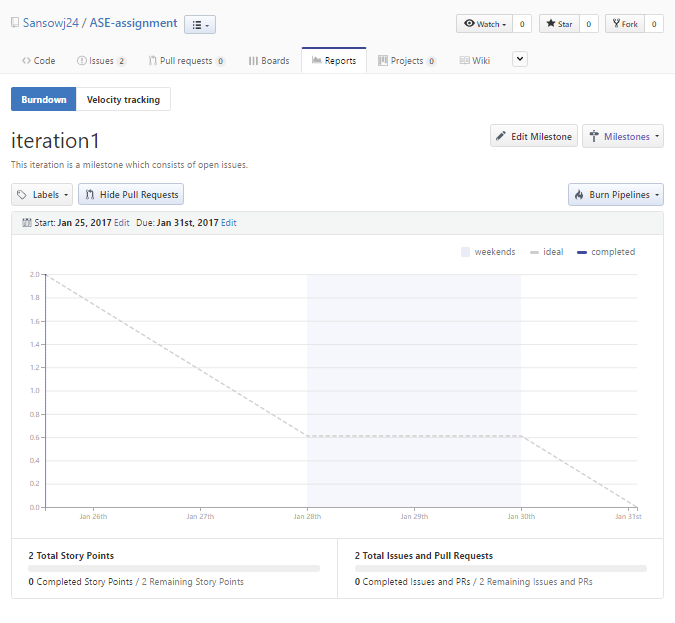 Sansowj24 / ASE-assignment
Watch 0 Star 0 Fork 0
Code Issues 2 Pull requests 0 Boards Reports Projects 0 Wiki
Burndown Velocity tracking
iteration1
Edit Milestone Milestones
This iteration is a milestone which consists of open issues.
Labels Hide Pull Requests Burn Pipelines
Start: Jan 25, 2017 Edit Due: Jan 31st, 2017 Edit
weekends ideal completed
2.0
1.8
1.6
1.4
1.2
1.0
0.8
0.6
0.4
0.2
0.0
Jan 26th Jan 27th Jan 28th Jan 29th Jan 30th Jan 31st
2 Total Story Points
0 Completed Story Points / 2 Remaining Story Points
2 Total Issues and Pull Requests
0 Completed Issues and PRs / 2 Remaining Issues and PRs